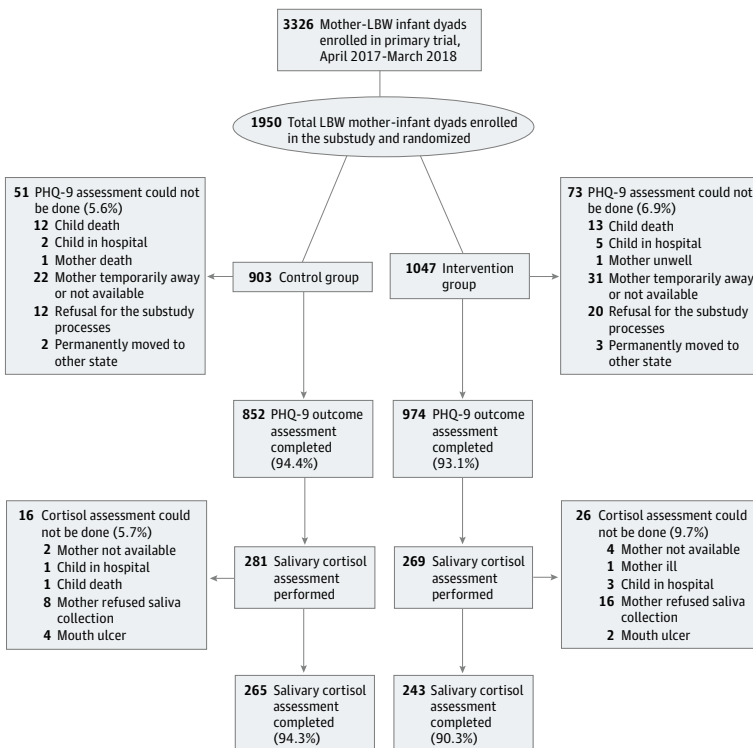 3326 Mother-LBW infant dyads
enrolled in primary trial,
April 2017-March 2018
1950 Total LBW mother-infant dyads enrolled
in the substudy and randomized
51 PHQ-9 assessment could not
be done (5.6%)
12 Child death
2 Child in hospital
1 Mother death
22 Mother temporarily away
or not available
12 Refusal for the substudy
processes
2 Permanently moved to
other state
903 Control group
1047 Intervention
group
73 PHQ-9 assessment could not
be done (6.9%)
13 Child death
5 Child in hospital
1 Mother unwell
31 Mother temporarily away
or not available
20 Refusal for the substudy
processes
3 Permanently moved to
other state
852 PHQ-9 outcome
assessment
completed
(94.4%)
974 PHQ-9 outcome
assessment
completed
(93.1%)
16 Cortisol assessment could
not be done (5.7%)
2 Mother not available
1 Child in hospital
1 Child death
8 Mother refused saliva
collection
4 Mouth ulcer
281 Salivary cortisol
assessment
performed
269 Salivary cortisol
assessment
performed
26 Cortisol assessment could
not be done (9.7%)
4 Mother not available
1 Mother ill
3 Child in hospital
16 Mother refused saliva
collection
2 Mouth ulcer
265 Salivary cortisol
assessment
completed
(94.3%)
243 Salivary cortisol
assessment
completed
(90.3%)